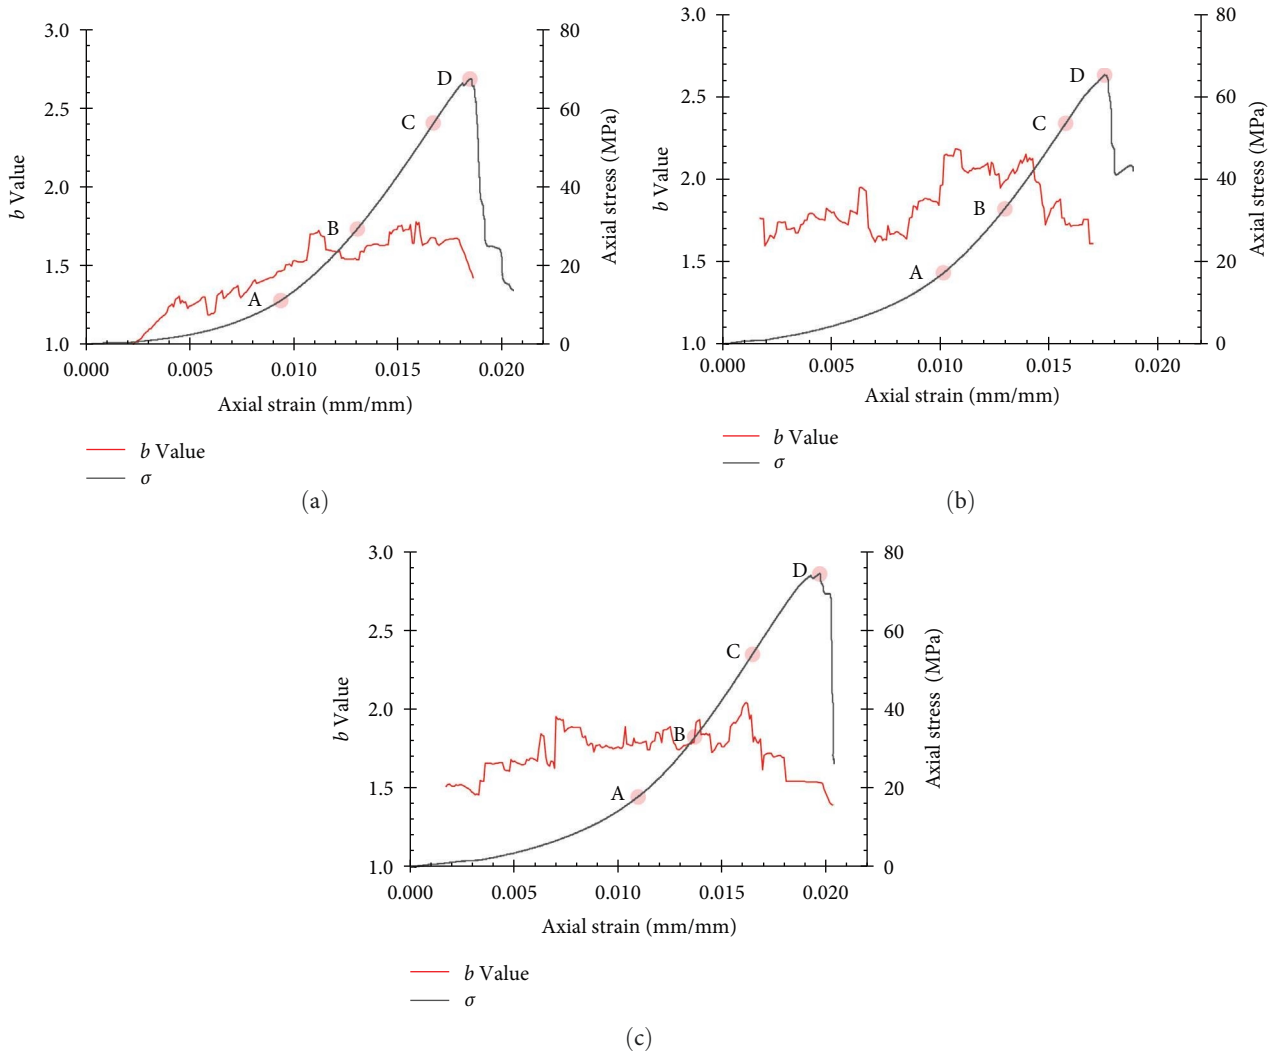 3.0
2.5
2.0
1.5
1.0
b Value
80
60
40
20
0
Axial stress (MPa)
A
B
C
D
0.000 0.005 0.010 0.015 0.020
Axial strain (mm/mm)
b Value
σ
(a)
3.0
2.5
2.0
1.5
1.0
b Value
80
60
40
20
0
Axial stress (MPa)
A
B
C
D
0.000 0.005 0.010 0.015 0.020
Axial strain (mm/mm)
b Value
σ
(b)
3.0
2.5
2.0
1.5
1.0
b Value
80
60
40
20
0
Axial stress (MPa)
A
B
C
D
0.000 0.005 0.010 0.015 0.020
Axial strain (mm/mm)
b Value
σ
(c)